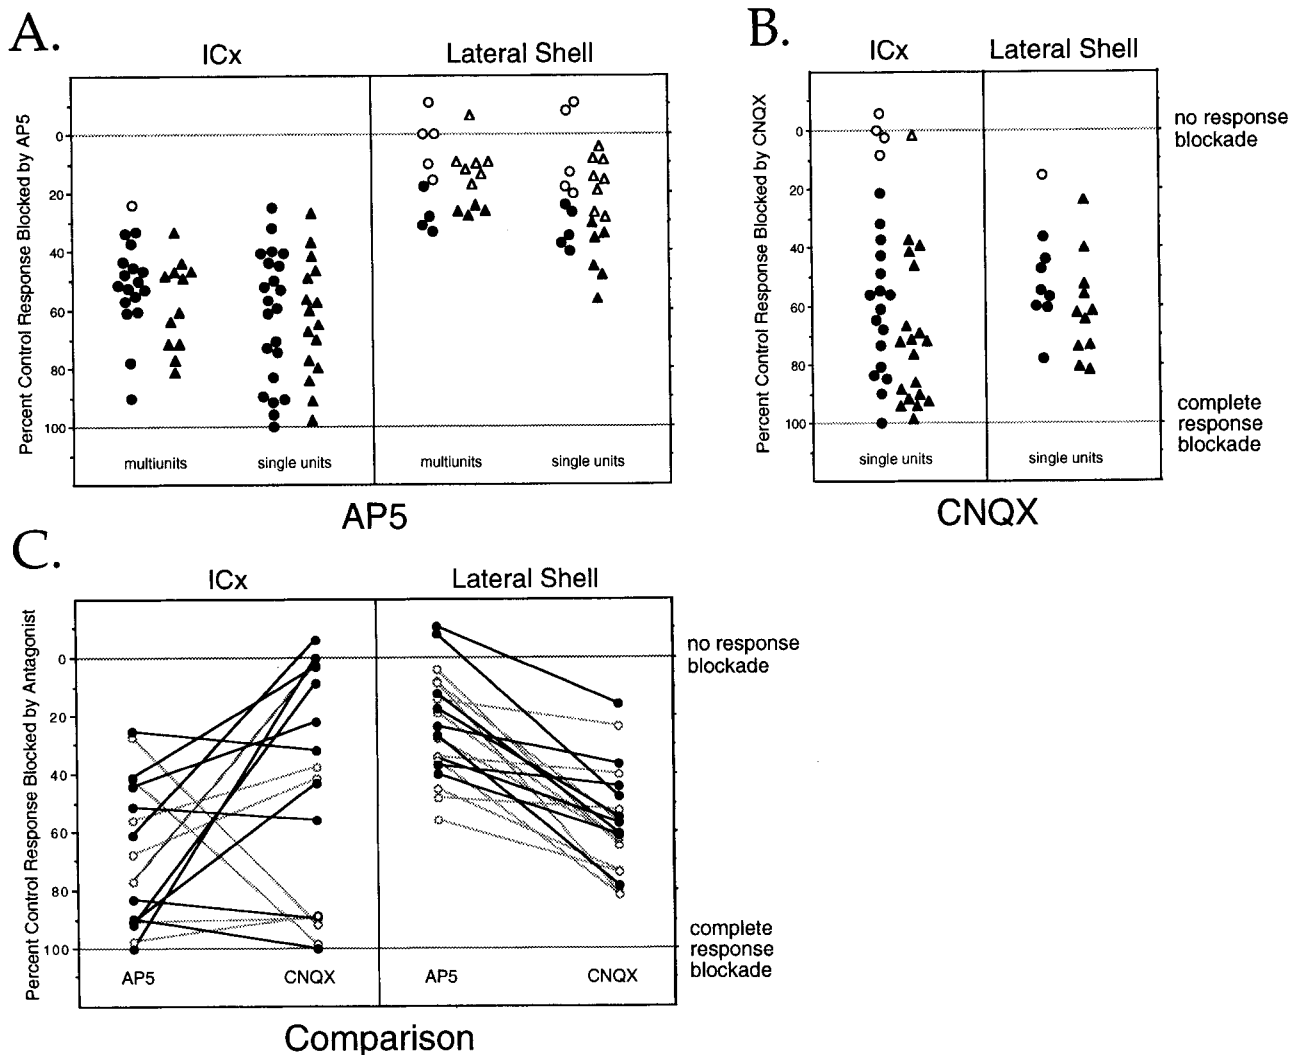 A.
ICx
Lateral Shell
Percent Control Response Blocked by AP5
0
20
40
60
80
100
multiunits
single units
multiunits
single units
AP5
B.
ICx
Lateral Shell
Percent Control Response Blocked by CNQX
0
20
40
60
80
100
no response
blockade
complete
response
blockade
single units
single units
CNQX
C.
ICx
Lateral Shell
Percent Control Response Blocked by Antagonist
0
20
40
60
80
100
no response
blockade
complete
response
blockade
AP5
CNQX
AP5
CNQX
Comparison